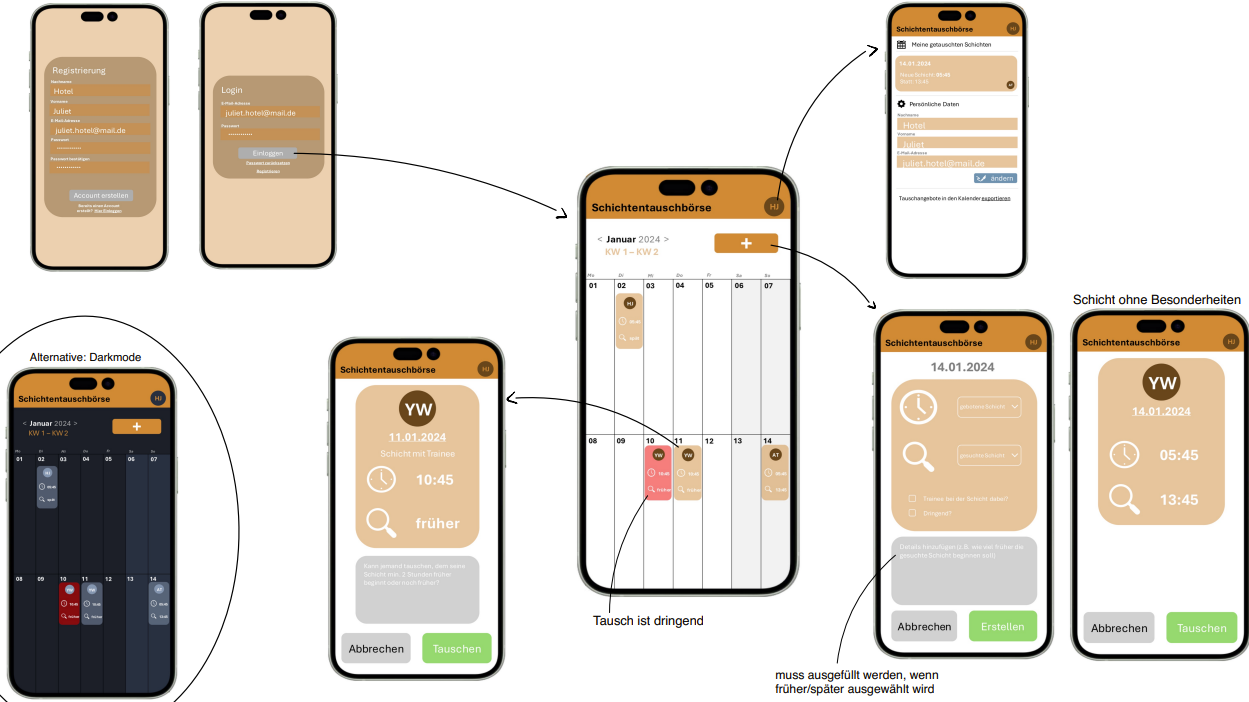 Registrierung
Nachname
Hotel
Vorname
Juliet
E-Mail-Adresse
juliet.hotel@mail.de
Passwort
Passwort bestätigen
Account erstellen
Bereits einen Account
erstellt? Hier Einloggen
Login
E-Mail-Adresse
juliet.hotel@mail.de
Passwort
Einloggen
Passwort zurücksetzen
Registrieren
Schichtentauschbörse
HJ
Meine getauschten Schichten
14.01.2024
Neue Schicht: 05:45
Statt: 13:45
Persönliche Daten
Nachname
Hotel
Vorname
Juliet
E-Mail-Adresse
juliet.hotel@mail.de
ändern
Tauschangebote in den Kalender exportieren
Schichtentauschbörse
HJ
< Januar 2024 >
KW 1 – KW 2
+
Mo Di Mi Do Fr Sa So
01 02 03 04 05 06 07
HJ
05:45
08 09 10 11 12 13 14
YW YW AT
10:45 10:45 05:45
früher früher 13:45
Tausch ist dringend
Alternative: Darkmode
Schichtentauschbörse
HJ
< Januar 2024 >
KW 1 – KW 2
+
Mo Di Mi Do Fr Sa So
01 02 03 04 05 06 07
HJ
05:45
08 09 10 11 12 13 14
YW YW AT
10:45 10:45 05:45
früher früher 13:45
Schichtentauschbörse
HJ
YW
11.01.2024
Schicht mit Trainee
10:45
früher
Kann jemand tauschen, dem seine
Schicht min. 2 Stunden früher
beginnt oder noch früher?
Abbrechen
Tauschen
Schichtentauschbörse
HJ
14.01.2024
gebotene Schicht
gesuchte Schicht
Trainee bei der Schicht dabei?
Dringend?
Details hinzufügen (z.B. wie viel früher die
gesuchte Schicht beginnen soll)
Abbrechen
Erstellen
muss ausgefüllt werden, wenn
früher/später ausgewählt wird
Schicht ohne Besonderheiten
Schichtentauschbörse
HJ
YW
14.01.2024
05:45
13:45
Abbrechen
Tauschen